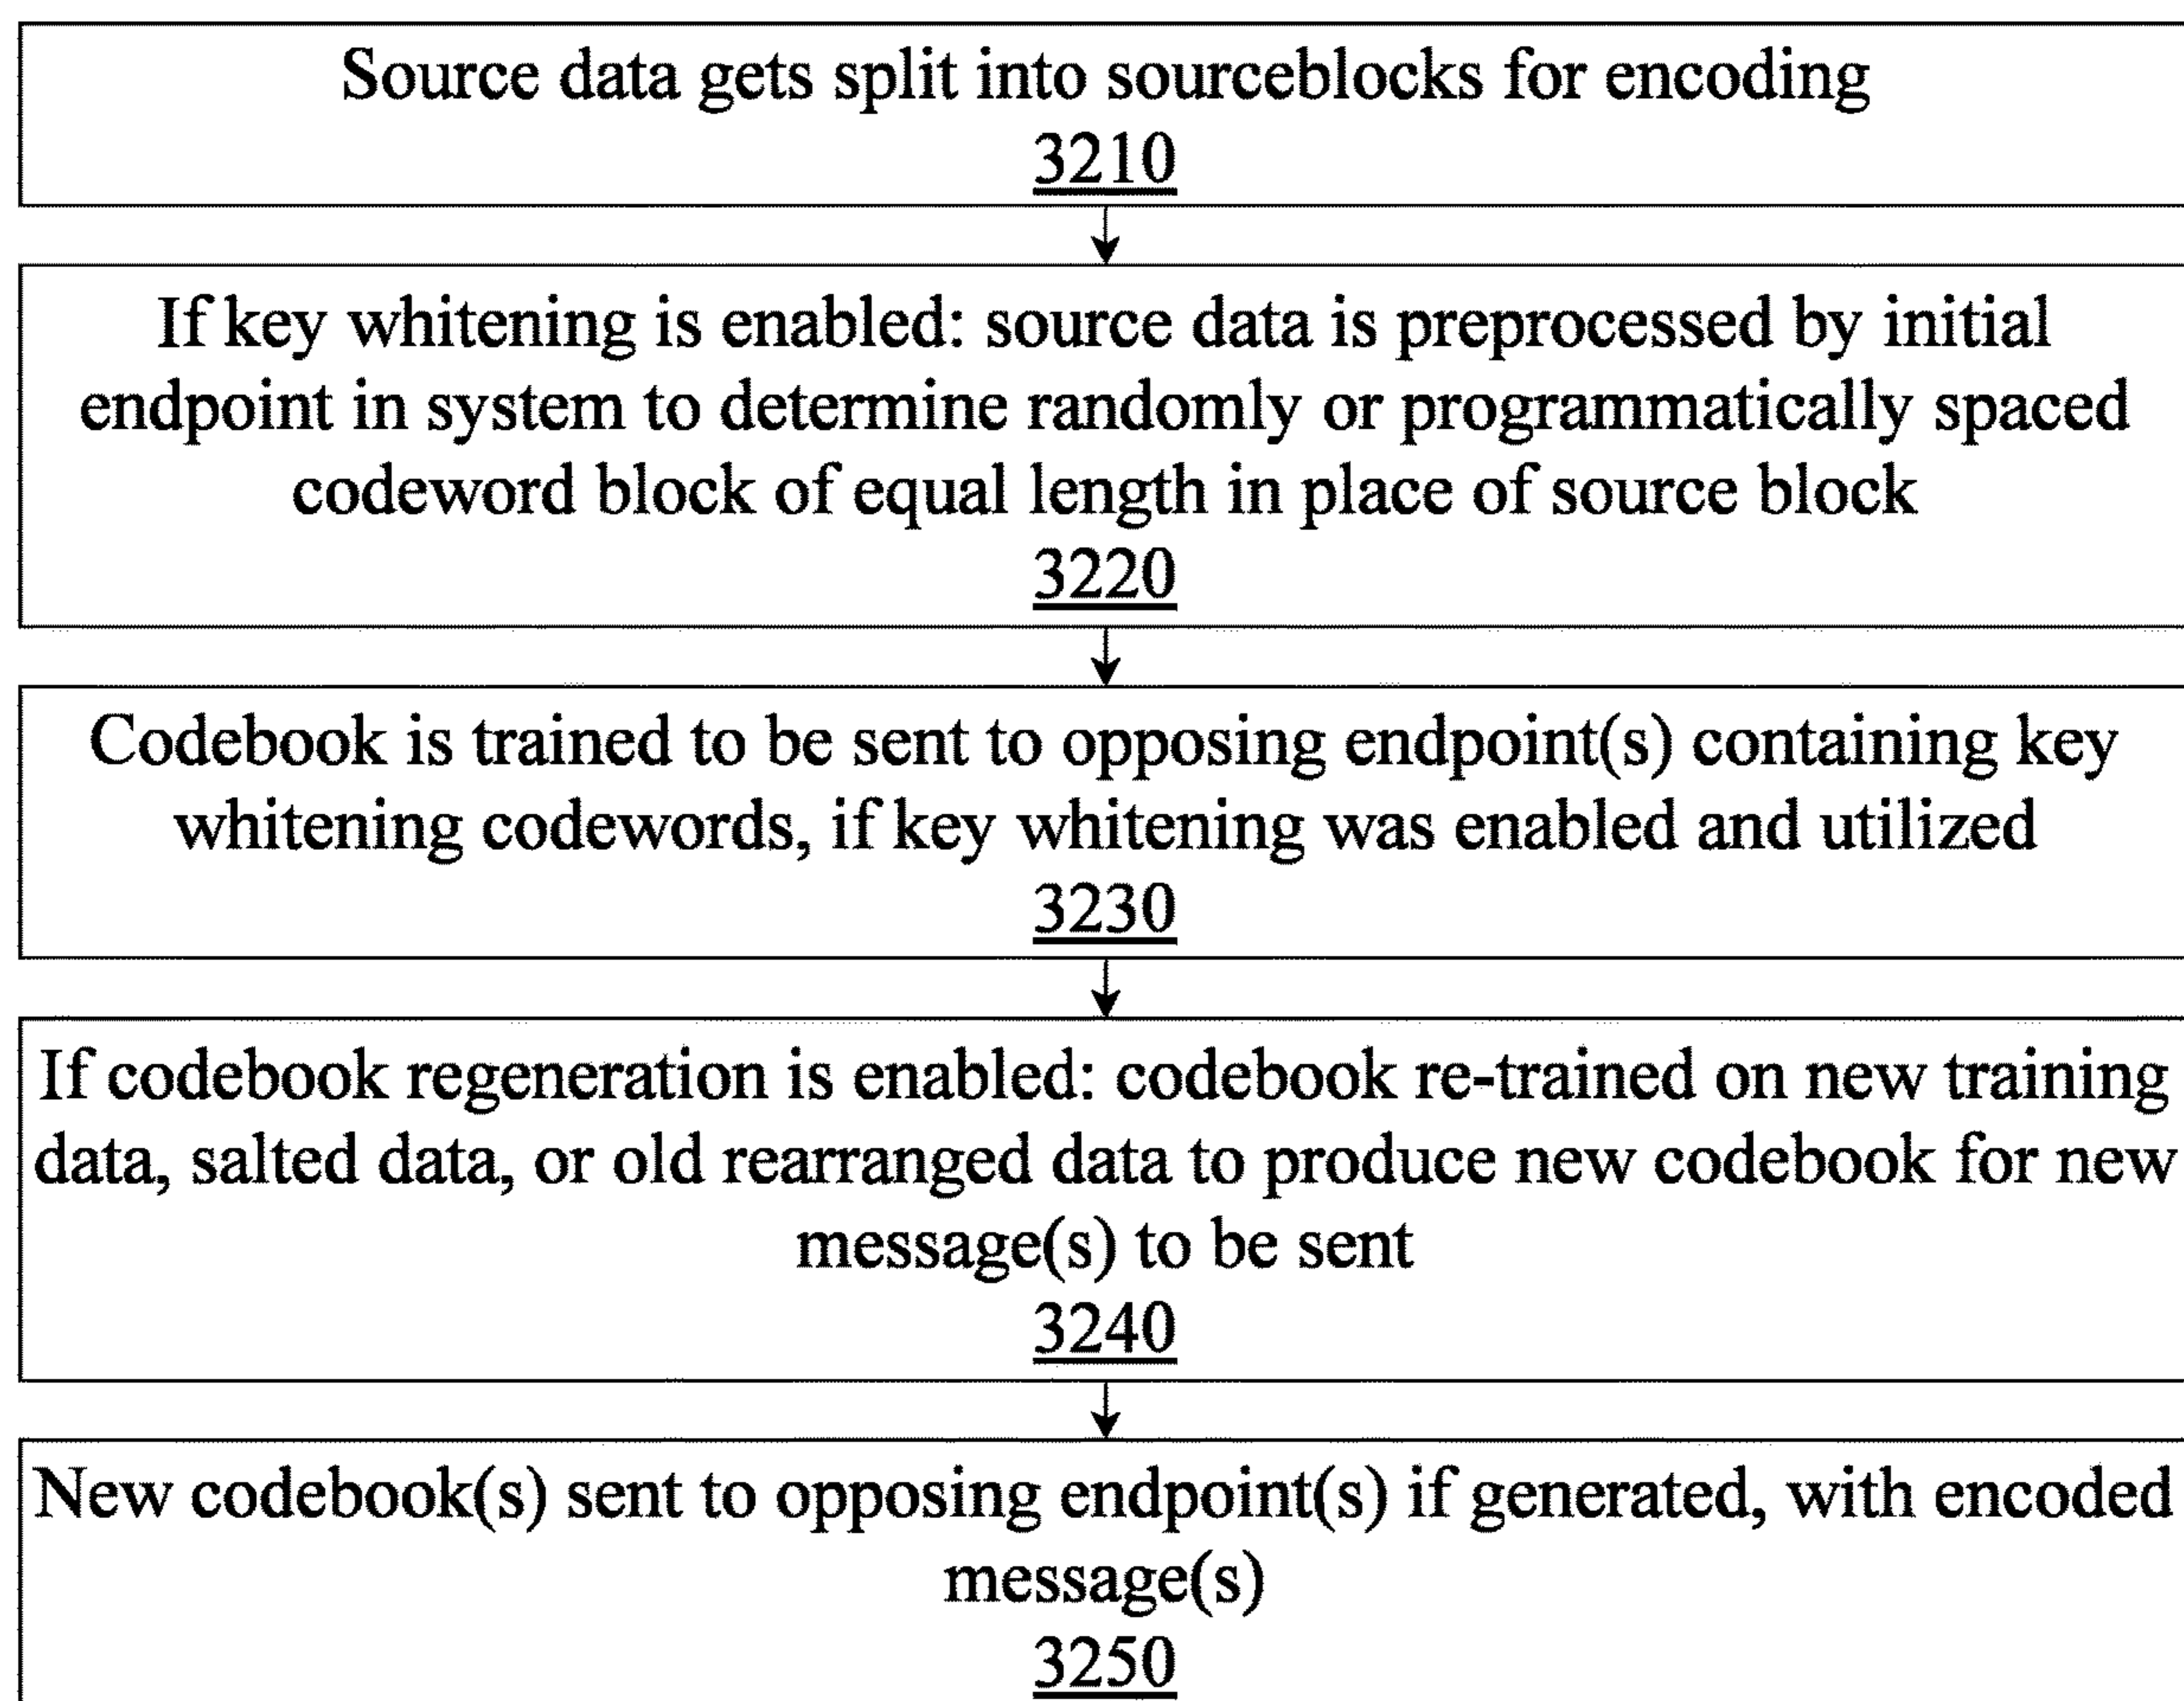 Source data gets split into sourceblocks for encoding
3210
If key whitening is enabled: source data is preprocessed by initial
endpoint in system to determine randomly or programmatically spaced
codeword block of equal length in place of source block
3220
Codebook is trained to be sent to opposing endpoint(s) containing key
whitening codewords, if key whitening was enabled and utilized
3230
If codebook regeneration is enabled: codebook re-trained on new training
data, salted data, or old rearranged data to produce new codebook for new
message(s) to be sent
3240
New codebook(s) sent to opposing endpoint(s) if generated, with encoded
message(s)
3250